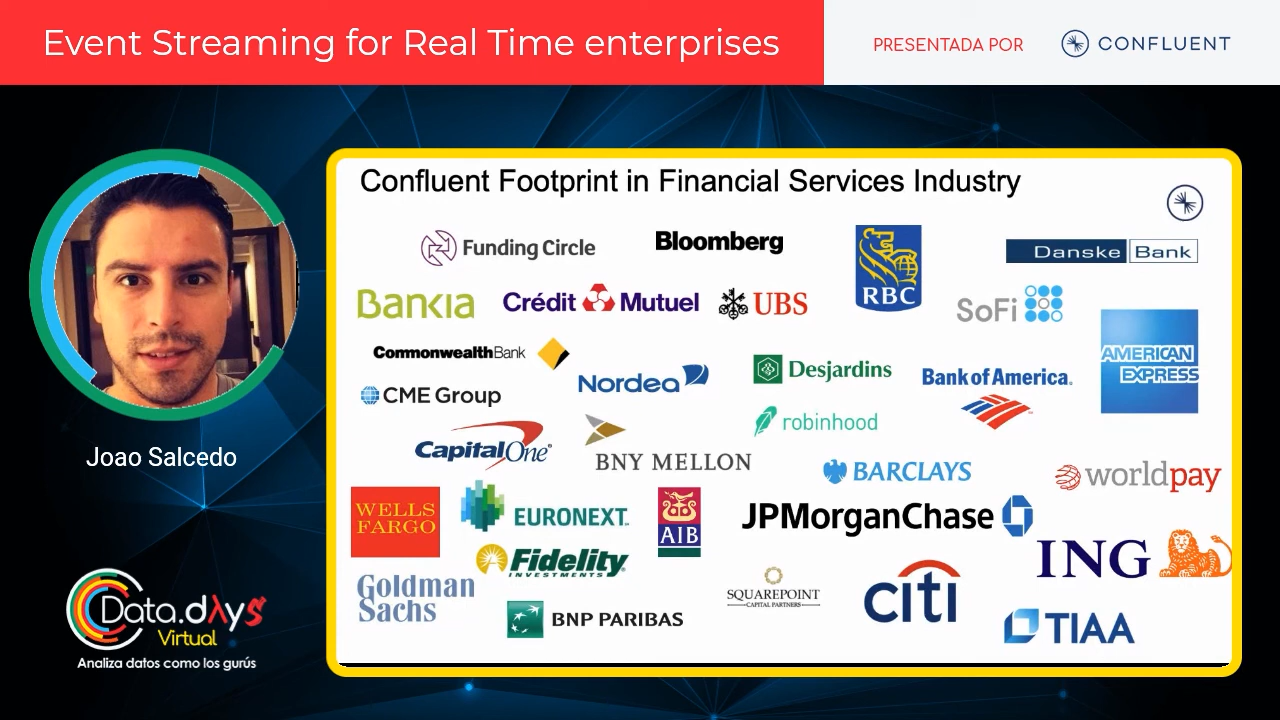 Event Streaming for Real Time enterprises
PRESENTADA POR
CONFLUENT
Confluent Footprint in Financial Services Industry
Funding Circle
Bloomberg
RBC
Danske Bank
Bankia
Crédit Mutuel
UBS
SoFi
AMERICAN
EXPRESS
CommonwealthBank
Nordea
Desjardins
Bank of America.
CME Group
CapitalOne
BNY MELLON
robinhood
BARCLAYS
worldpay
WELLS
FARGO
EURONEXT
AIB
JPMorganChase
ING
Fidelity
INVESTMENTS
Goldman
Sachs
BNP PARIBAS
SQUAREPOINT
CAPITAL PARTNERS
citi
TIAA
Joao Salcedo
Data.dAys
Virtual
Analiza datos como los gurús